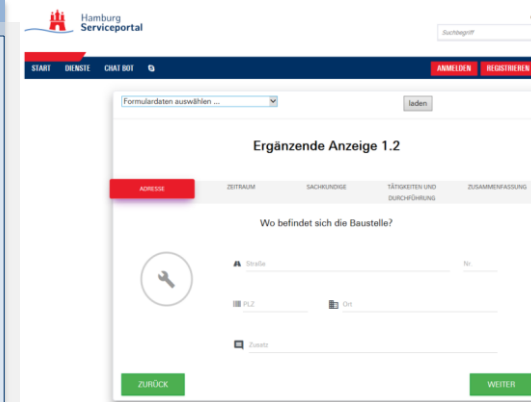 Hamburg
Serviceportal
Suchbegriff
START DIENSTE CHAT BOT
ANMELDEN REGISTRIEREN
Formulardaten auswählen ...
laden
Ergänzende Anzeige 1.2
ADRESSE ZEITRAUM SACHKUNDIGE TÄTIGKEITEN UND ZUSAMMENFASSUNG
DURCHFÜHRUNG
Wo befindet sich die Baustelle?
Straße Nr.
PLZ Ort
Zusatz
ZURÜCK WEITER